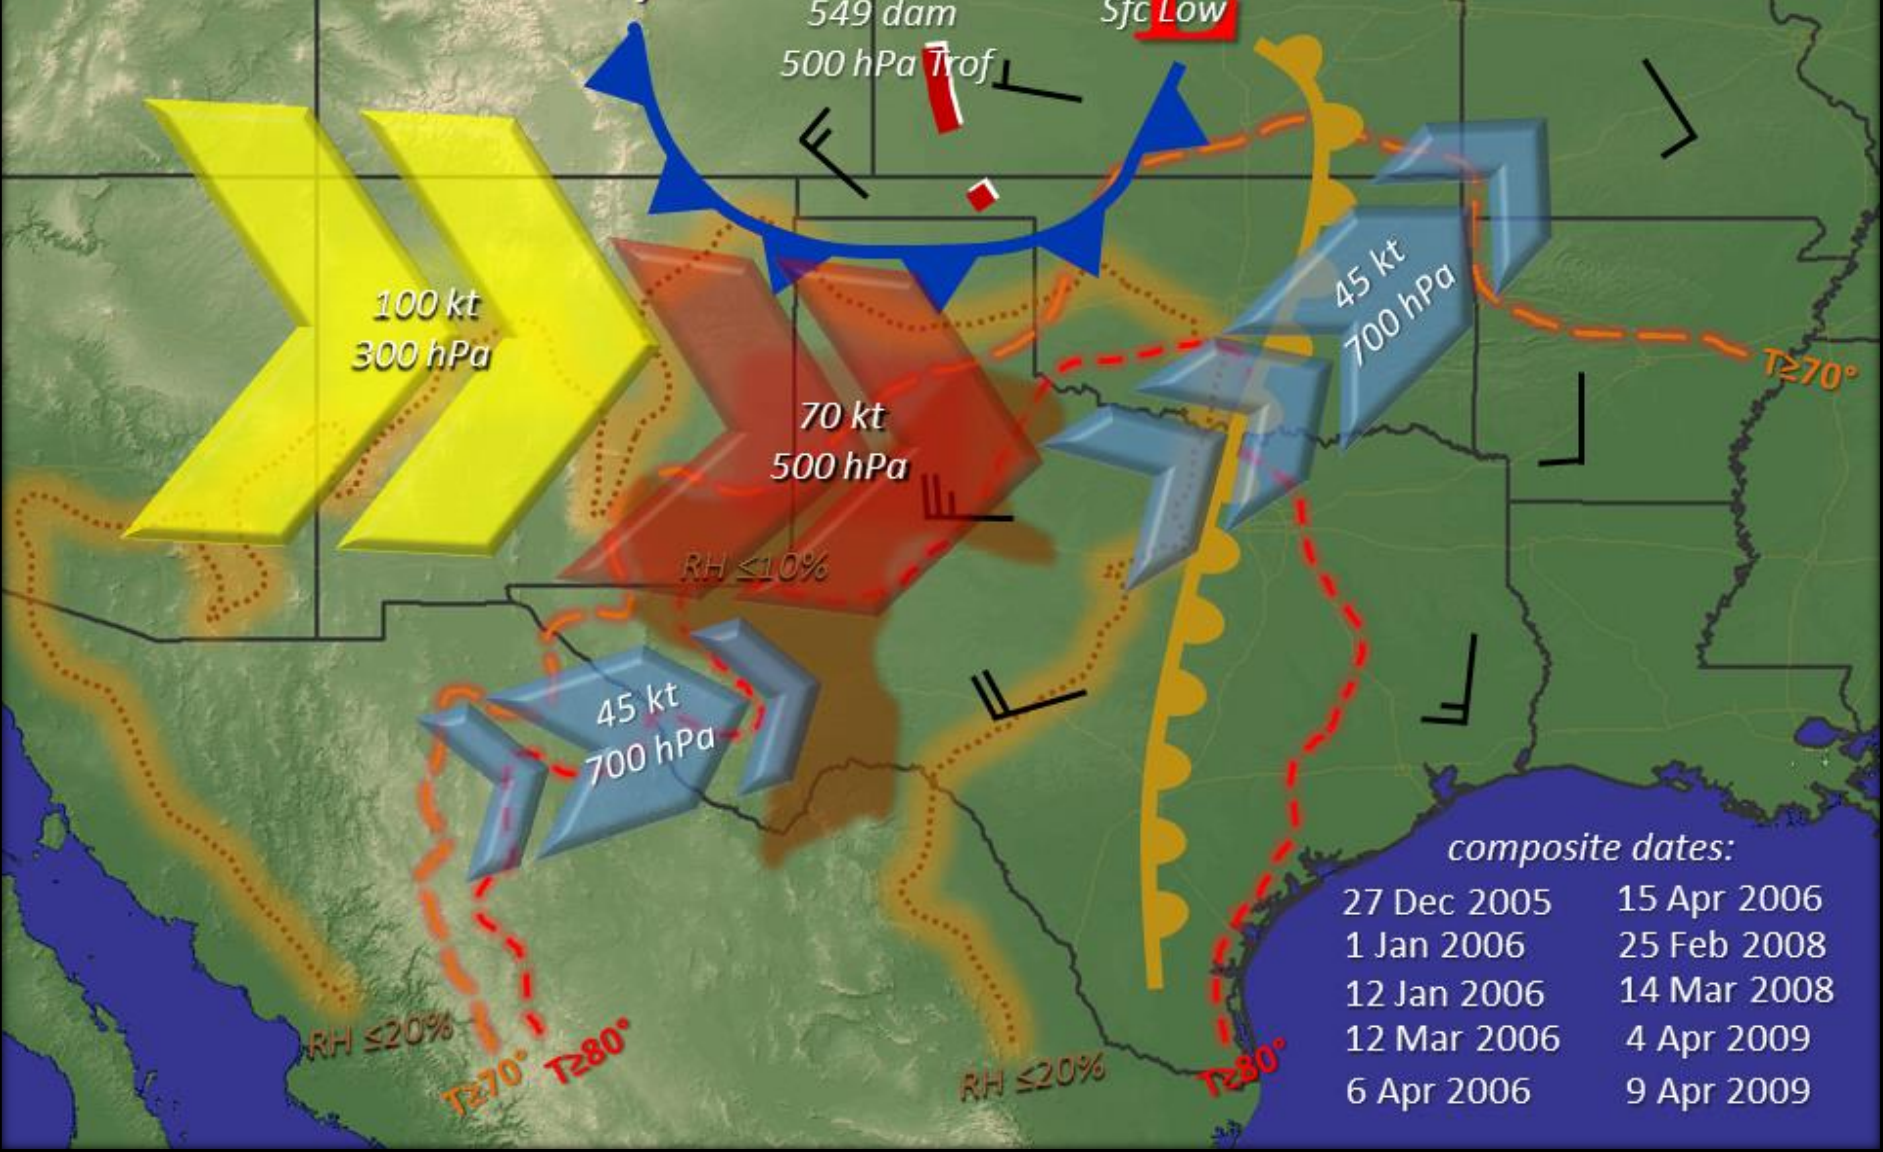 549 dam
500 hPa Trof
Sfc Low
100 kt
300 hPa
45 kt
700 hPa
T≥70°
70 kt
500 hPa
RH ≤10%
45 kt
700 hPa
RH ≤20%
T≥70°
T≥80°
RH ≤20%
T≥80°
composite dates:
27 Dec 2005
15 Apr 2006
1 Jan 2006
25 Feb 2008
12 Jan 2006
14 Mar 2008
12 Mar 2006
4 Apr 2009
6 Apr 2006
9 Apr 2009